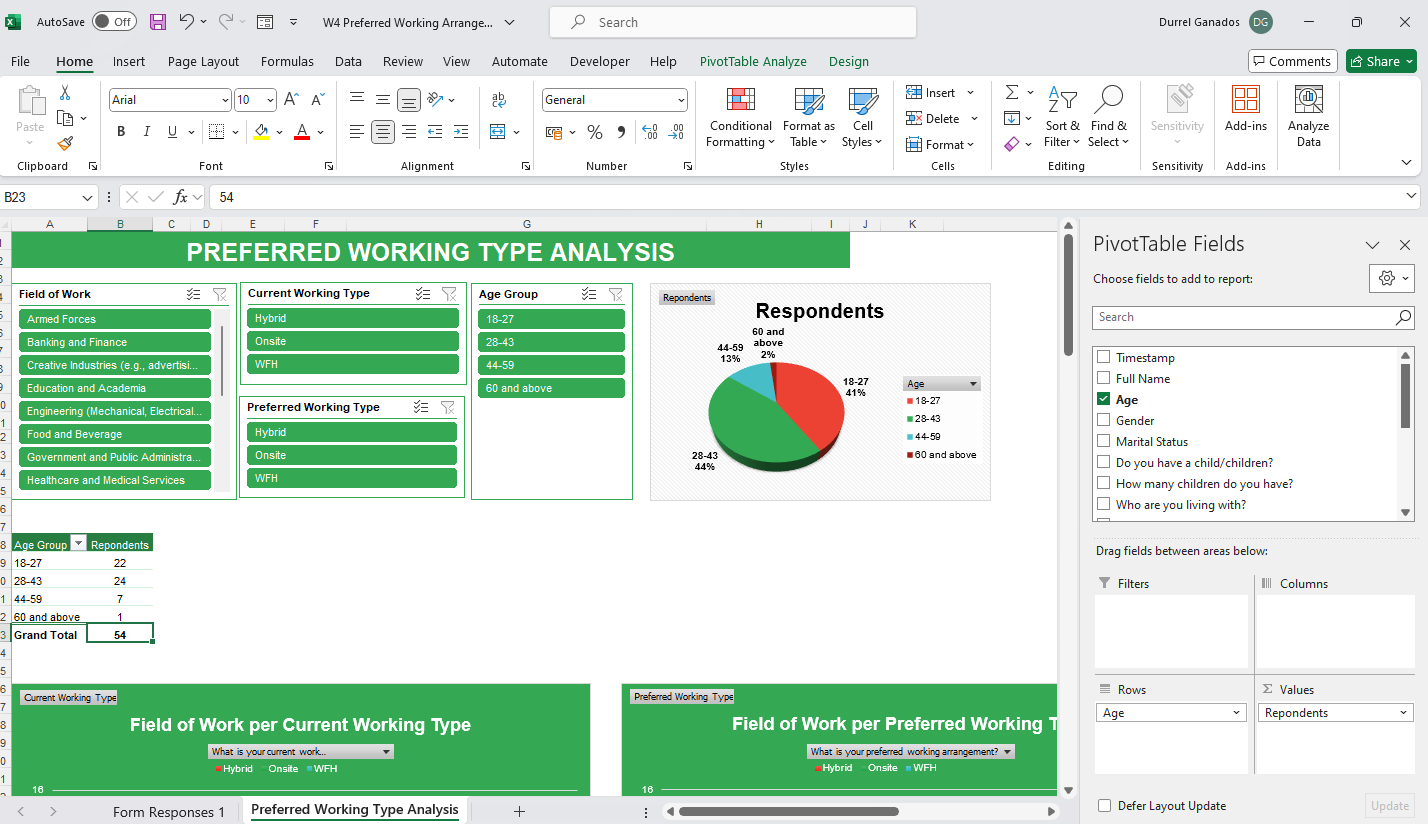 AutoSave Off W4 Preferred Working Arrange... Search Durrel Ganados DG
File Home Insert Page Layout Formulas Data Review View Automate Developer Help PivotTable Analyze Design Comments Share
Paste
Clipboard
Arial 10
B I U A
Font
ab
Alignment
General
% 9 .00
Number
Conditional Formatting
Format as Table
Cell Styles
Styles
Insert
Delete
Format
Cells
Sort & Filter
Find & Select
Editing
Sensitivity
Sensitivity
Add-ins
Add-ins
Analyze Data
B23 fx 54
A B C D E F G H I J K
PREFERRED WORKING TYPE ANALYSIS
Field of Work
Armed Forces
Banking and Finance
Creative Industries (e.g., advertisi...
Education and Academia
Engineering (Mechanical, Electrical...
Food and Beverage
Government and Public Administra...
Healthcare and Medical Services
Current Working Type
Hybrid
Onsite
WFH
Preferred Working Type
Hybrid
Onsite
WFH
Age Group
18-27
28-43
44-59
60 and above
Repondents
Respondents
60 and above 2%
44-59 13%
18-27 41%
28-43 44%
Age
18-27
28-43
44-59
60 and above
Age Group Repondents
18-27 22
28-43 24
44-59 7
60 and above 1
Grand Total 54
Current Working Type
Field of Work per Current Working Type
What is your current work...
Hybrid Onsite WFH
16
Preferred Working Type
Field of Work per Preferred Working T
What is your preferred working arrangement?
Hybrid Onsite WFH
16
Form Responses 1 Preferred Working Type Analysis
PivotTable Fields
Choose fields to add to report:
Search
Timestamp
Full Name
Age
Gender
Marital Status
Do you have a child/children?
How many children do you have?
Who are you living with?
Drag fields between areas below:
Filters
Columns
Rows
Age
Values
Repondents
Defer Layout Update Update